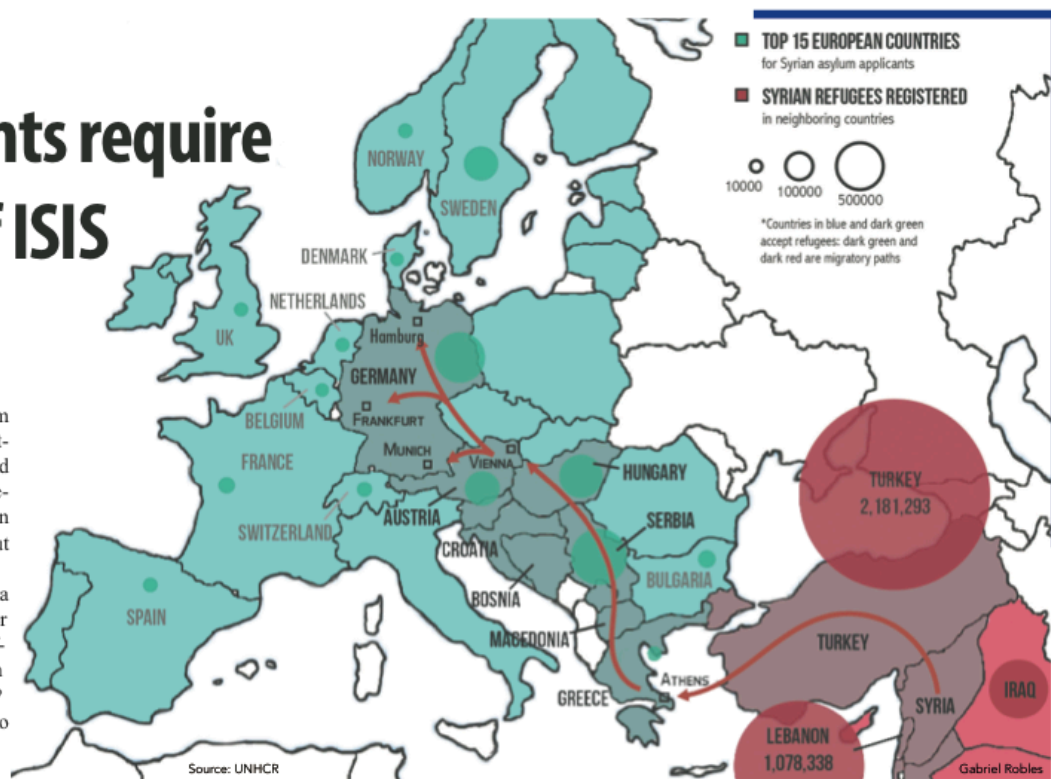 nts require
ISIS
TOP 15 EUROPEAN COUNTRIES
for Syrian asylum applicants
SYRIAN REFUGEES REGISTERED
in neighboring countries
10000
100000
500000
*Countries in blue and dark green
accept refugees: dark green and
dark red are migratory paths
NORWAY
SWEDEN
DENMARK
NETHERLANDS
UK
Hamburg
GERMANY
BELGIUM
FRANKFURT
FRANCE
MUNICH
VIENNA
HUNGARY
TURKEY
2,181,293
SWITZERLAND
AUSTRIA
SERBIA
CROATIA
BULGARIA
BOSNIA
SPAIN
MACEDONIA
TURKEY
ATHENS
GREECE
SYRIA
IRAQ
LEBANON
1,078,338
Source: UNHCR
Gabriel Robles